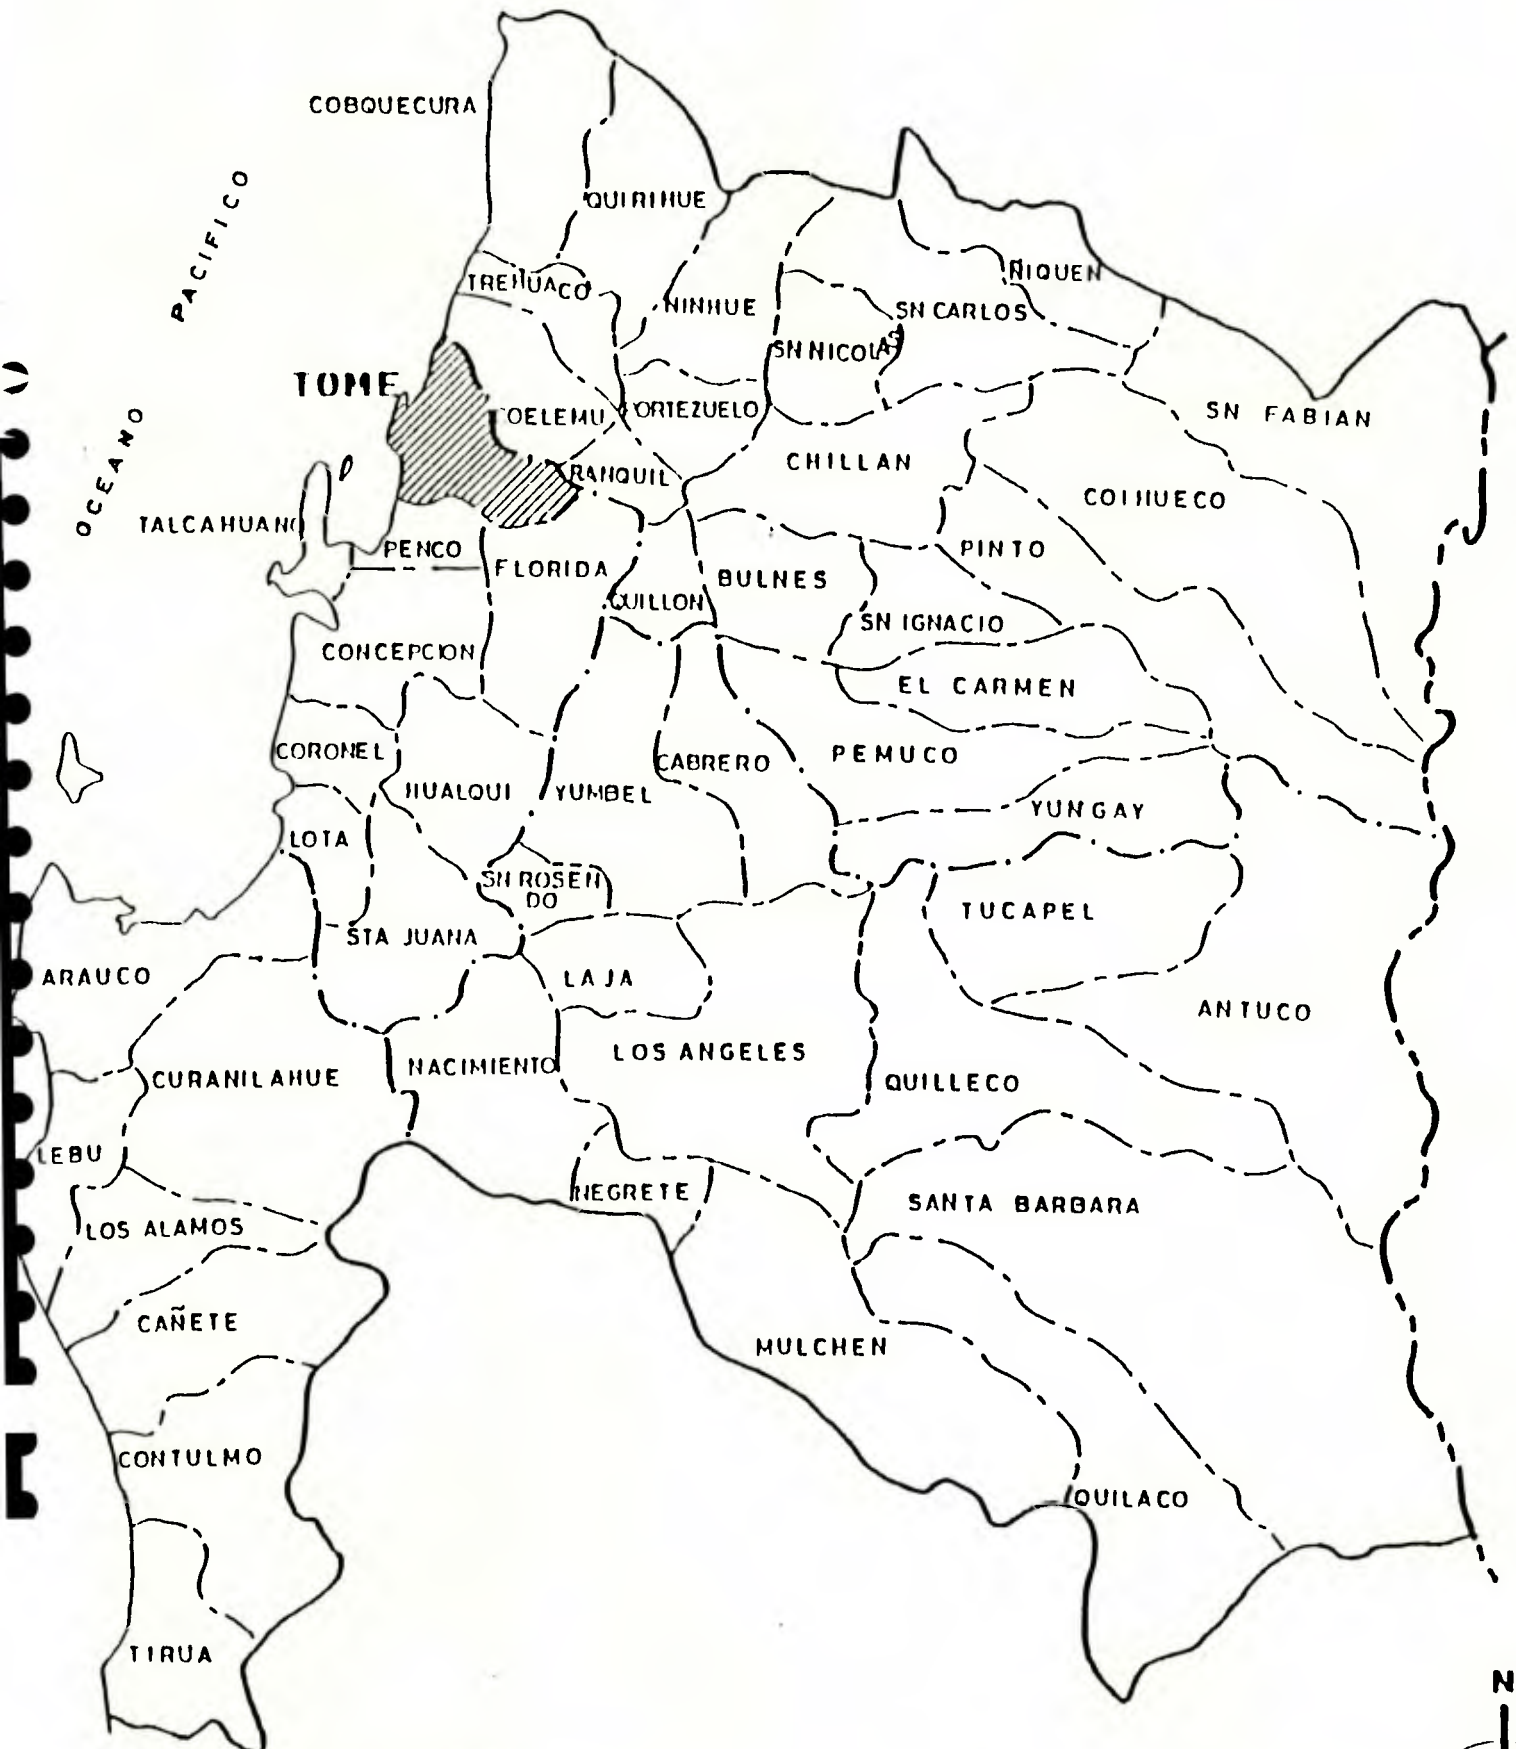 COBQUECURA
PACIFICO
QUIRIHUE
ÑIQUEN
TREHUACO
NINHUE
SN CARLOS
SN NICOLAS
TOME
COELEMU
PORTEZUELO
SN FABIAN
OCEANO
CHILLAN
RANQUIL
COIHUECO
TALCAHUANO
PENCO
FLORIDA
PINTO
BULNES
QUILLON
SN IGNACIO
CONCEPCION
EL CARMEN
CORONEL
CABRERO
PEMUCO
HUALQUI
YUMBEL
YUNGAY
LOTA
SN ROSEN
DO
TUCAPEL
STA JUANA
ARAUCO
LAJA
ANTUCO
LOS ANGELES
NACIMIENTO
CURANILAHUE
QUILLECO
LEBU
NEGRETE
SANTA BARBARA
LOS ALAMOS
CAÑETE
MULCHEN
CONTULMO
QUILACO
TIRUA
N